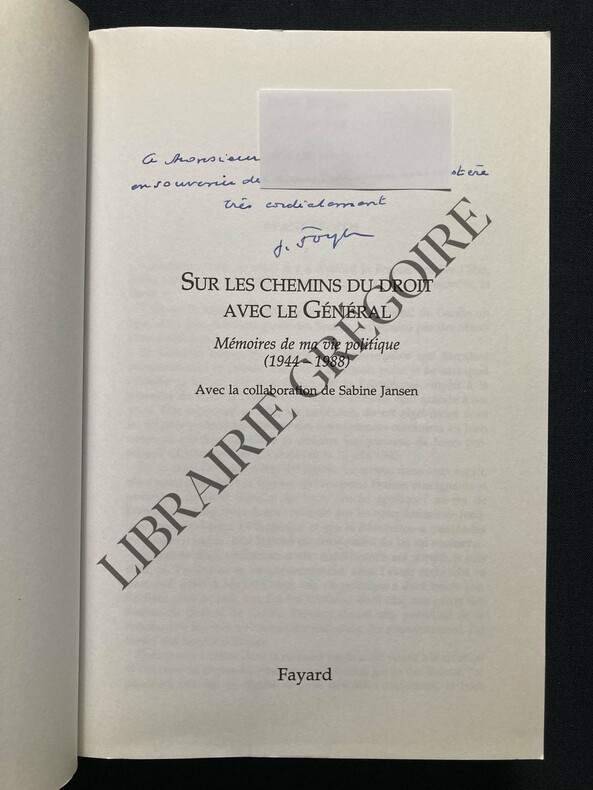 A Monsieur
en souvenir de
très cordialement
J. Foyer
SUR LES CHEMINS DU DROIT
AVEC LE GÉNÉRAL
Mémoires de ma vie politique
(1944 – 1988)
Avec la collaboration de Sabine Jansen
LIBRAIRIE GREGOIRE
Fayard